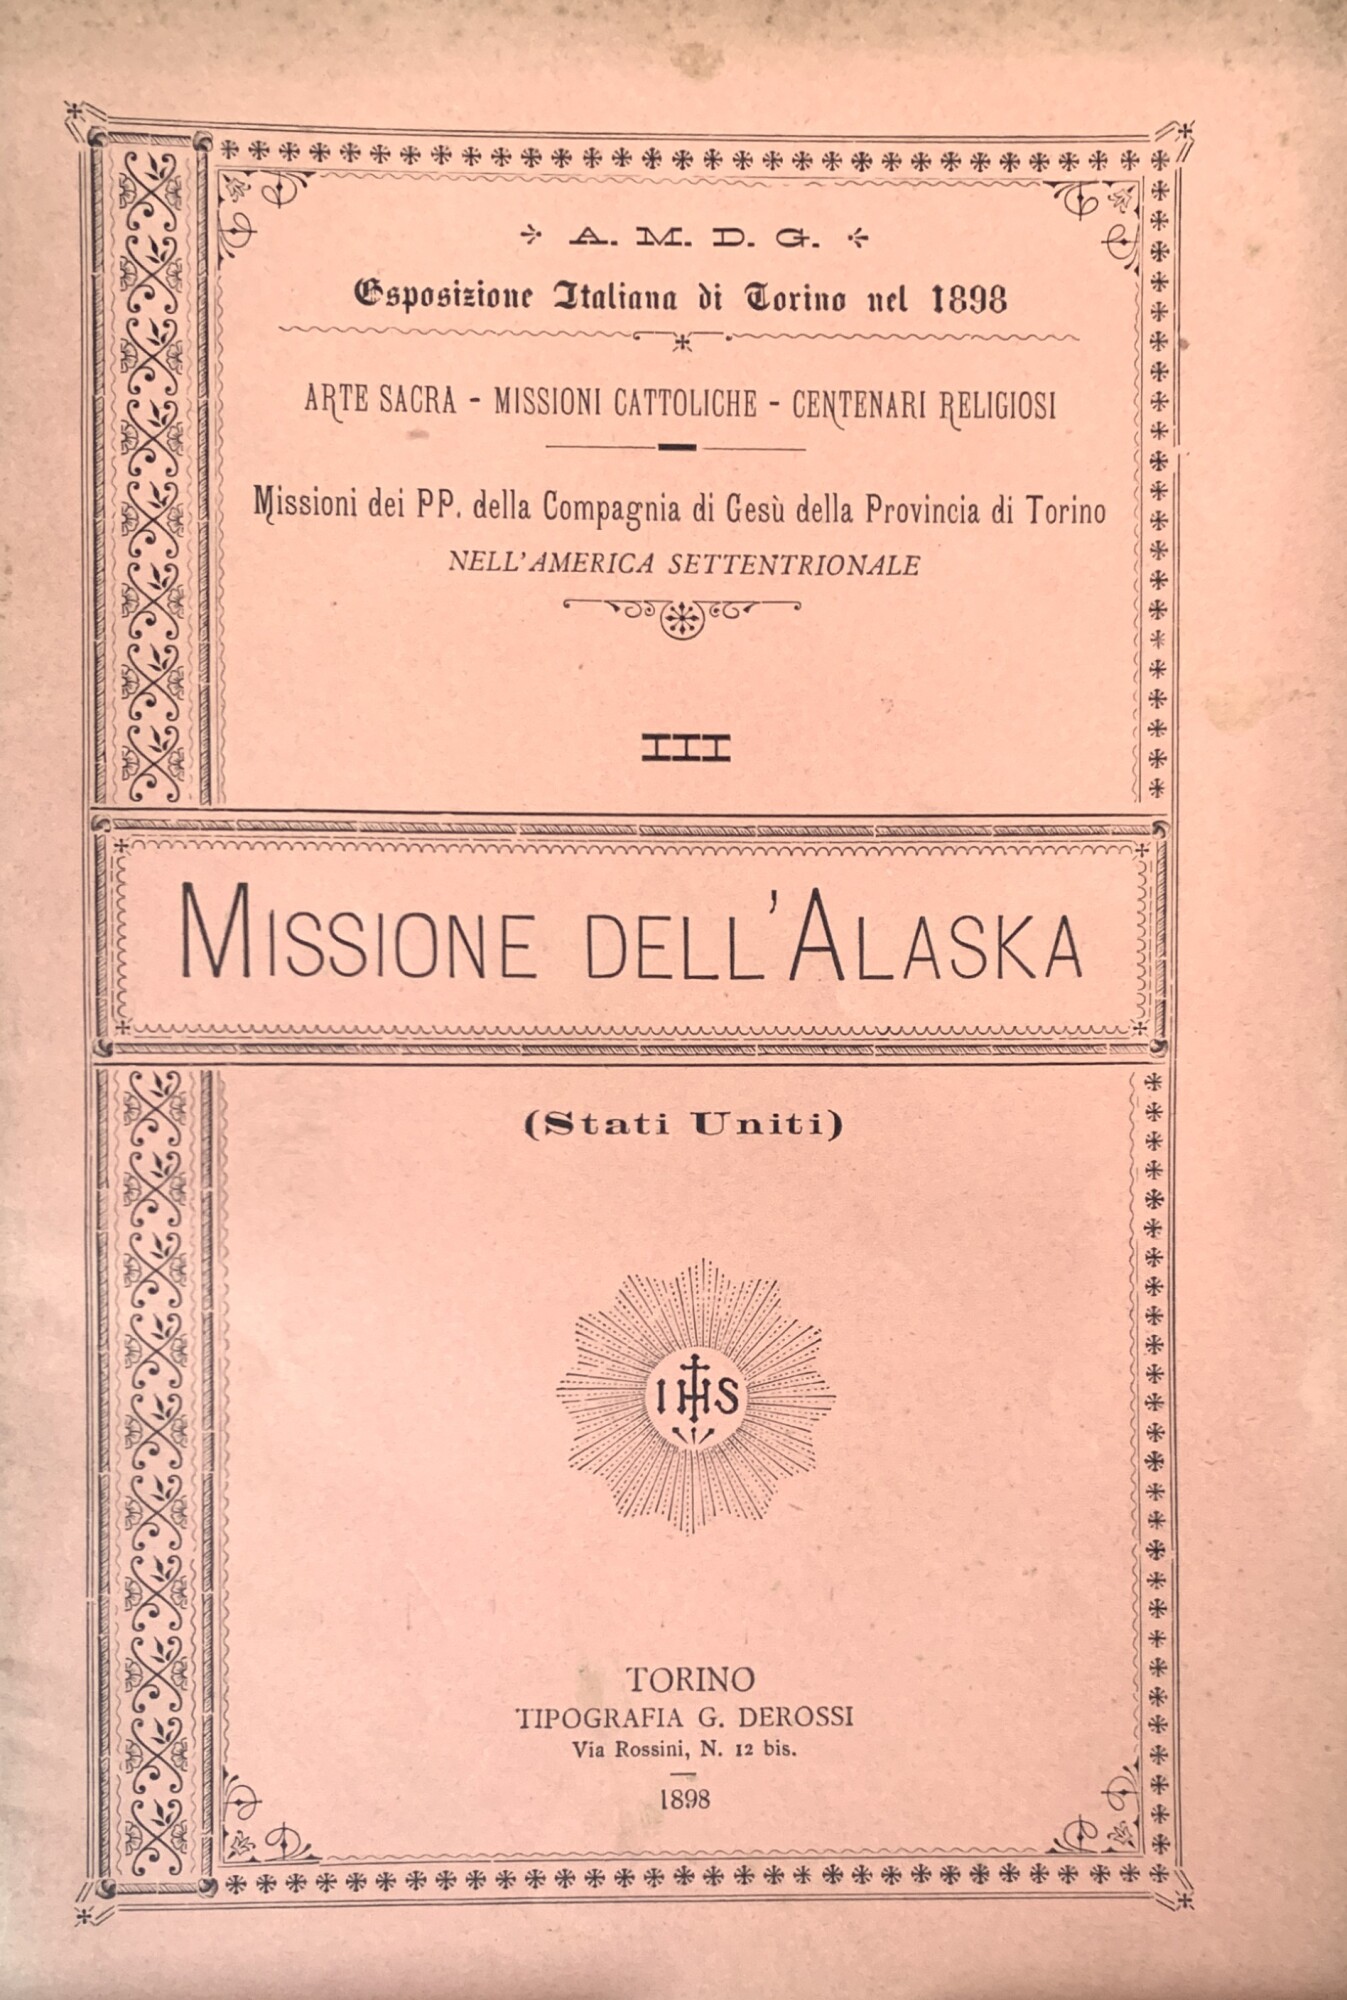 A. M. D. G.
Esposizione Italiana di Torino nel 1898
ARTE SACRA - MISSIONI CATTOLICHE - CENTENARI RELIGIOSI
Missioni dei PP. della Compagnia di Gesù della Provincia di Torino
NELL'AMERICA SETTENTRIONALE
III
MISSIONE DELL'ALASKA
(Stati Uniti)
IHS
TORINO
TIPOGRAFIA G. DEROSSI
Via Rossini, N. 12 bis.
1898